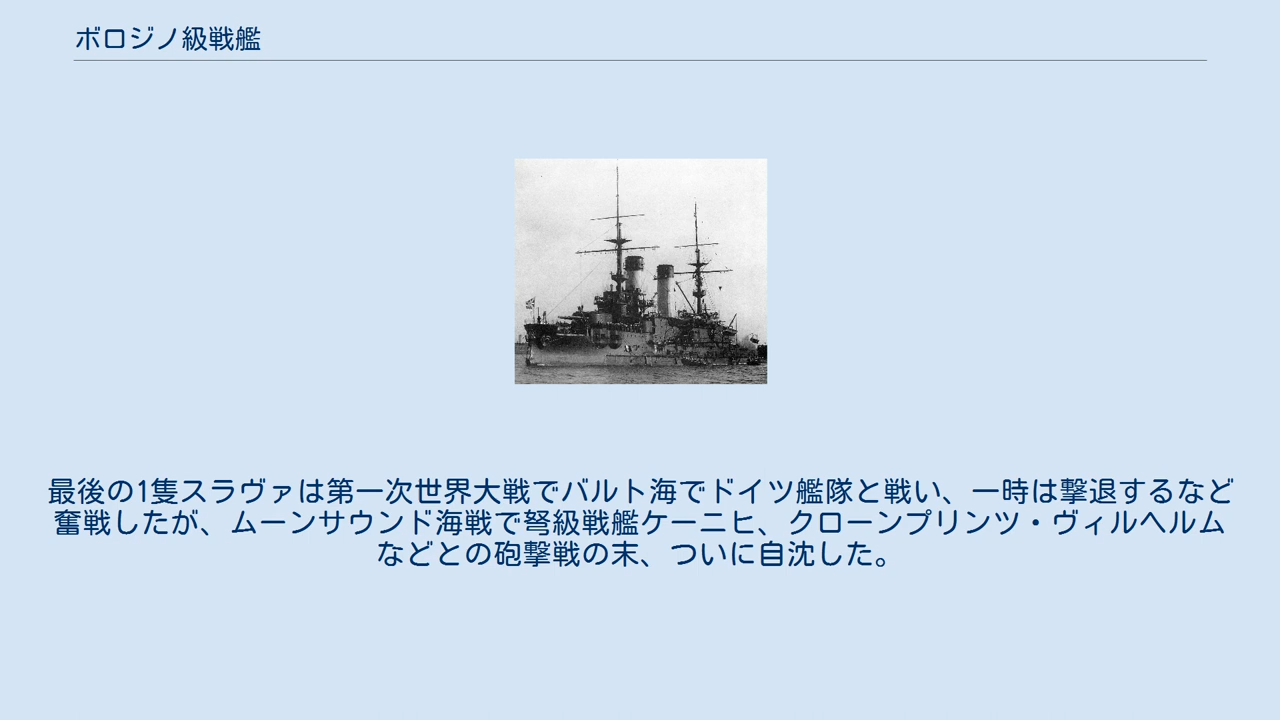 ボロジノ級戦艦
最後の1隻スラヴァは第一次世界大戦でバルト海でドイツ艦隊と戦い、一時は撃退するなど
奮戦したが、ムーンサウンド海戦で弩級戦艦ケーニヒ、クローンプリンツ・ヴィルヘルム
などとの砲撃戦の末、ついに自沈した。